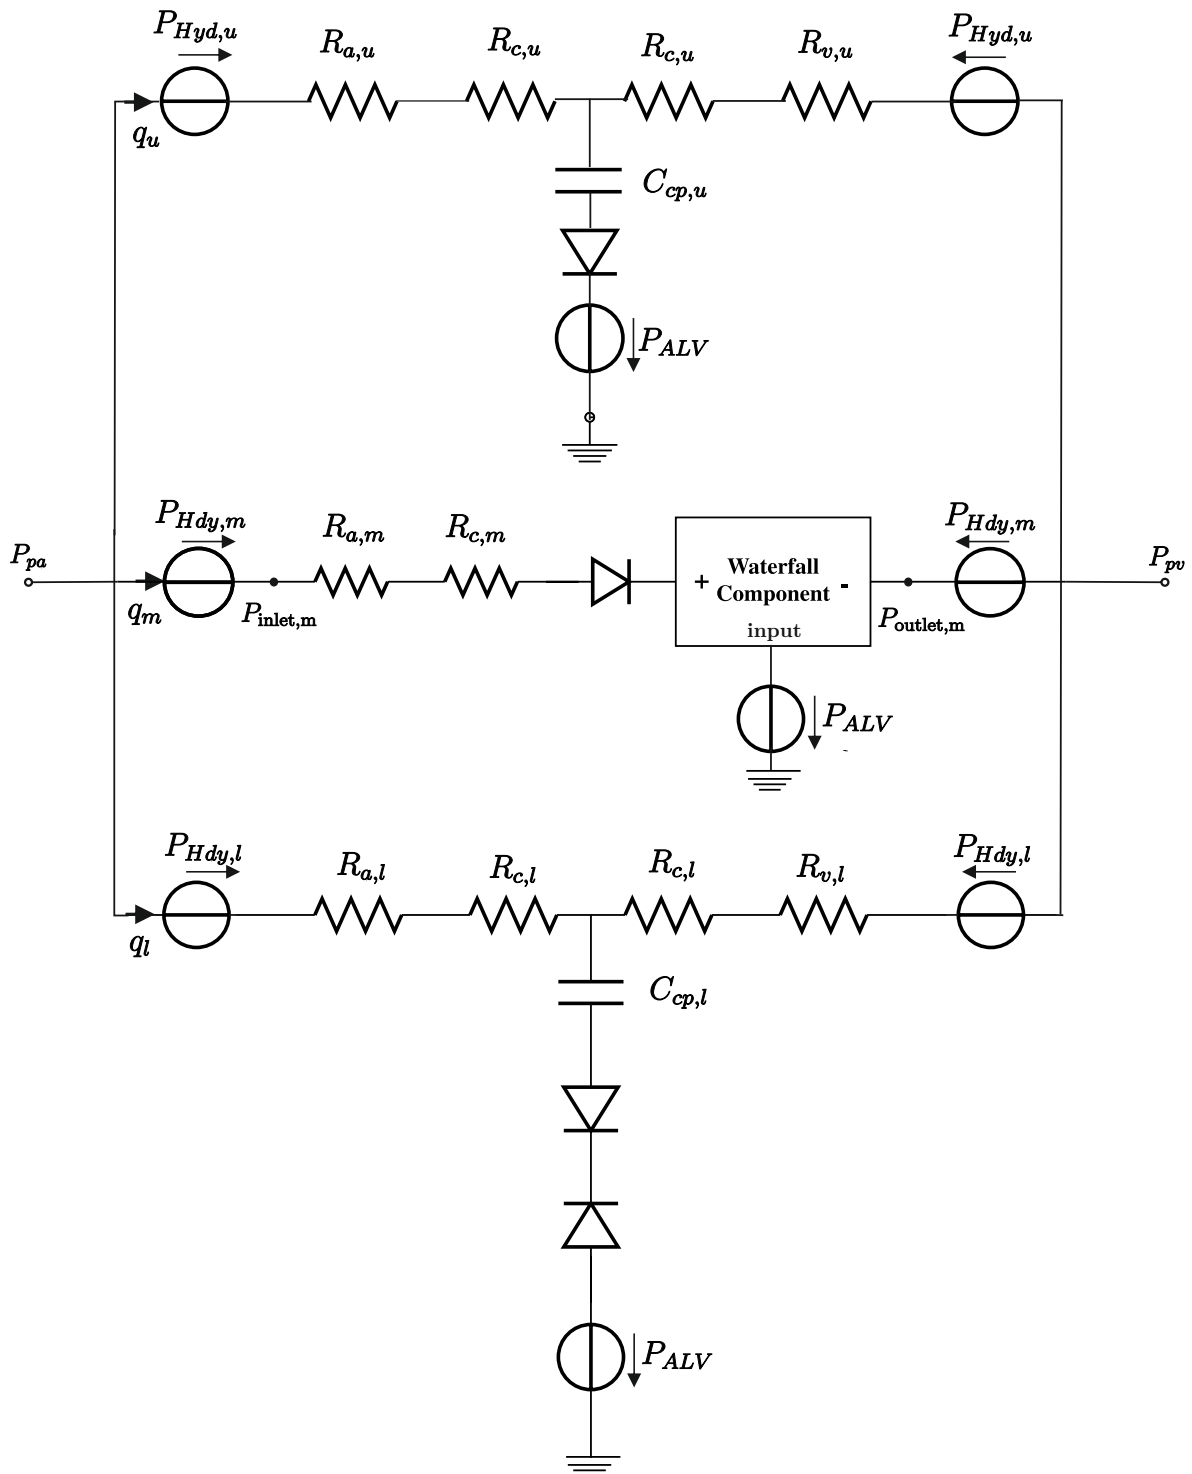 P_{Hyd,u}
P_{Hyd,u}
R_{a,u}
R_{c,u}
R_{c,u}
R_{v,u}
q_u
C_{cp,u}
P_{ALV}
P_{Hdy,m}
P_{Hdy,m}
R_{a,m}
R_{c,m}
P_{pa}
P_{pv}
Waterfall
+ Component -
input
q_m
P_{inlet,m}
P_{outlet,m}
P_{ALV}
P_{Hdy,l}
P_{Hdy,l}
R_{a,l}
R_{c,l}
R_{c,l}
R_{v,l}
q_l
C_{cp,l}
P_{ALV}